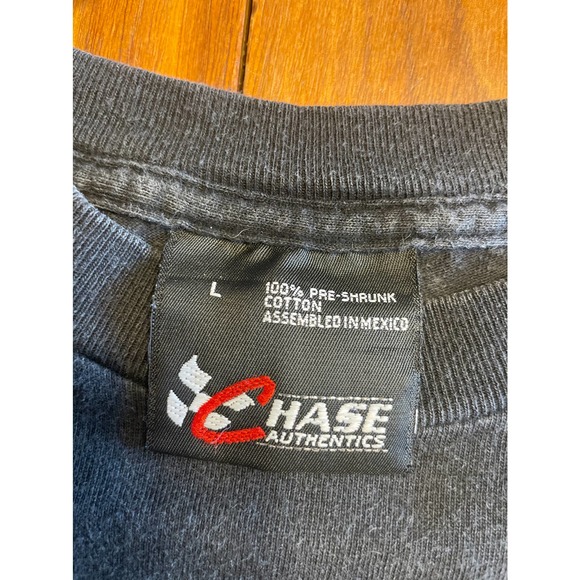 L
100% PRE-SHRUNK
COTTON
ASSEMBLED IN MEXICO
CHASE
AUTHENTICS